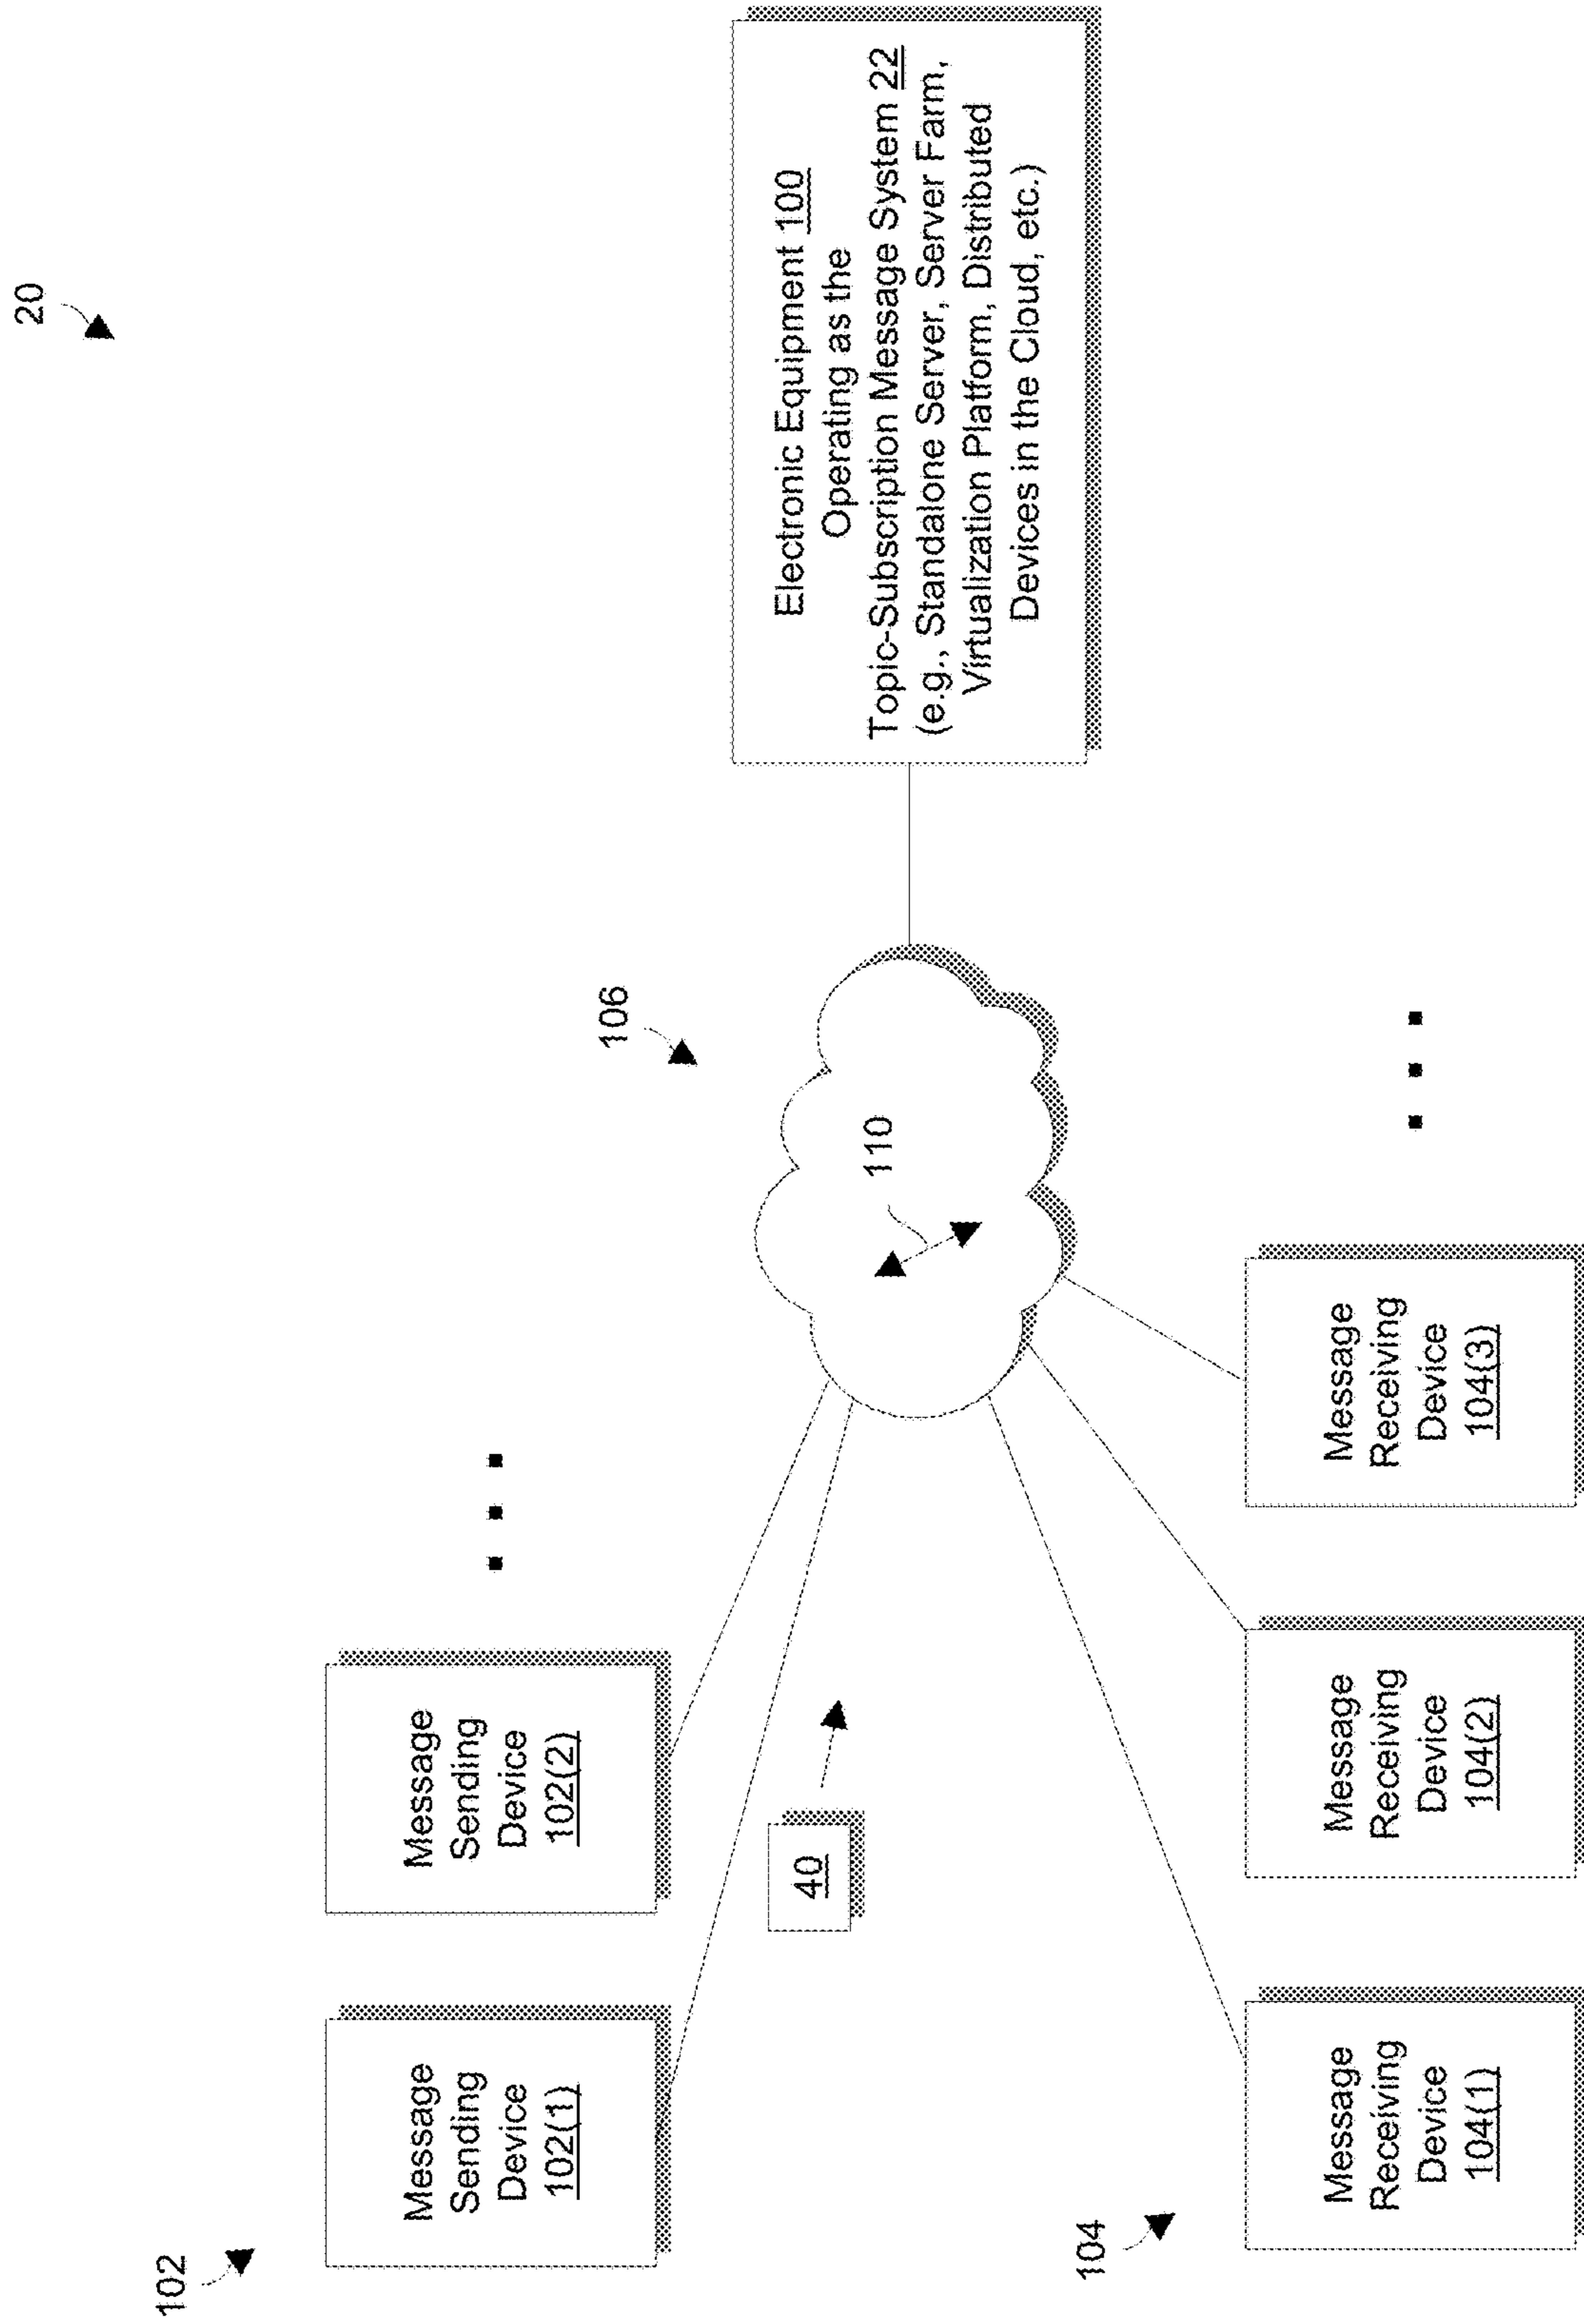 20
102
Message
Sending
Device
102(1)
Message
Sending
Device
102(2)
106
40
110
Electronic Equipment 100
Operating as the
Topic-Subscription Message System 22
(e.g., Standalone Server, Server Farm,
Virtualization Platform, Distributed
Devices in the Cloud, etc.)
104
Message
Receiving
Device
104(1)
Message
Receiving
Device
104(2)
Message
Receiving
Device
104(3)